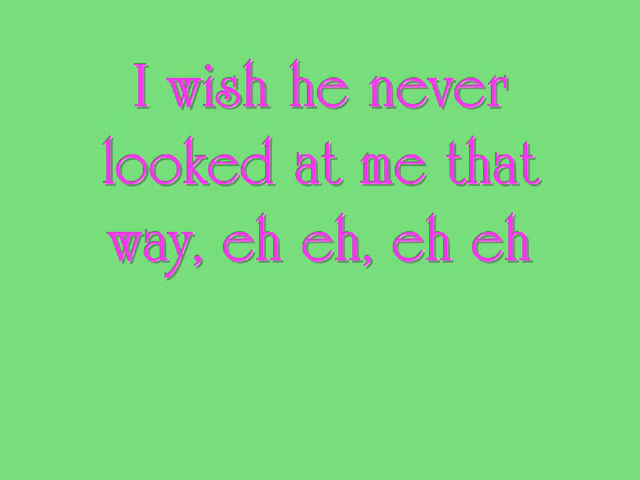 I wish he never
looked at me that
way, eh eh, eh eh